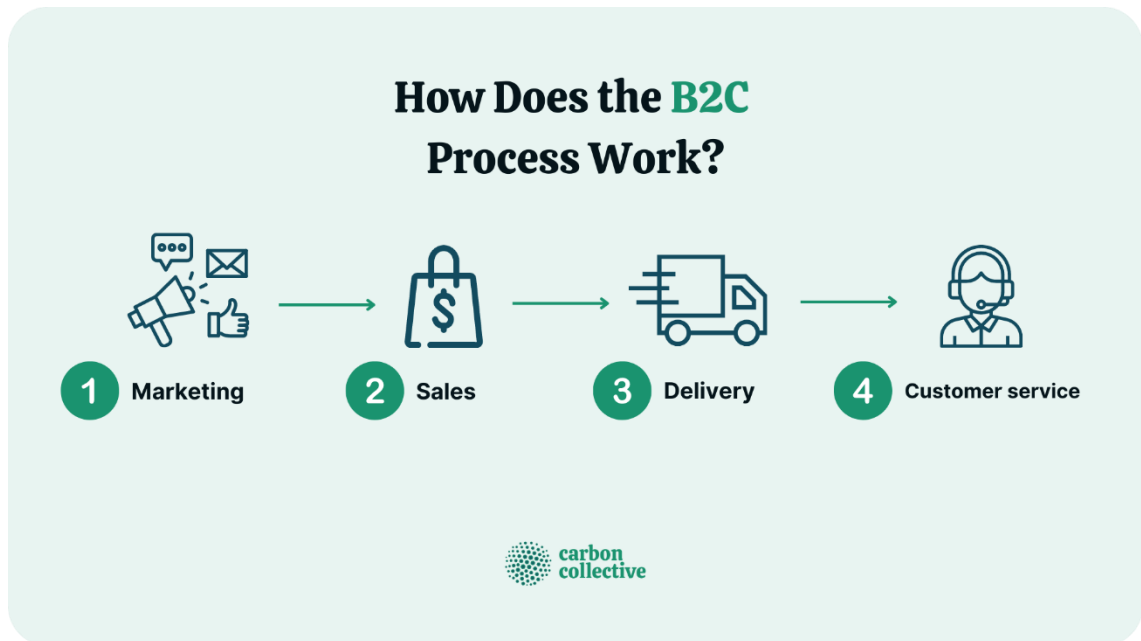 How Does the B2C
Process Work?
$
1 Marketing
2 Sales
3 Delivery
4 Customer service
carbon
collective